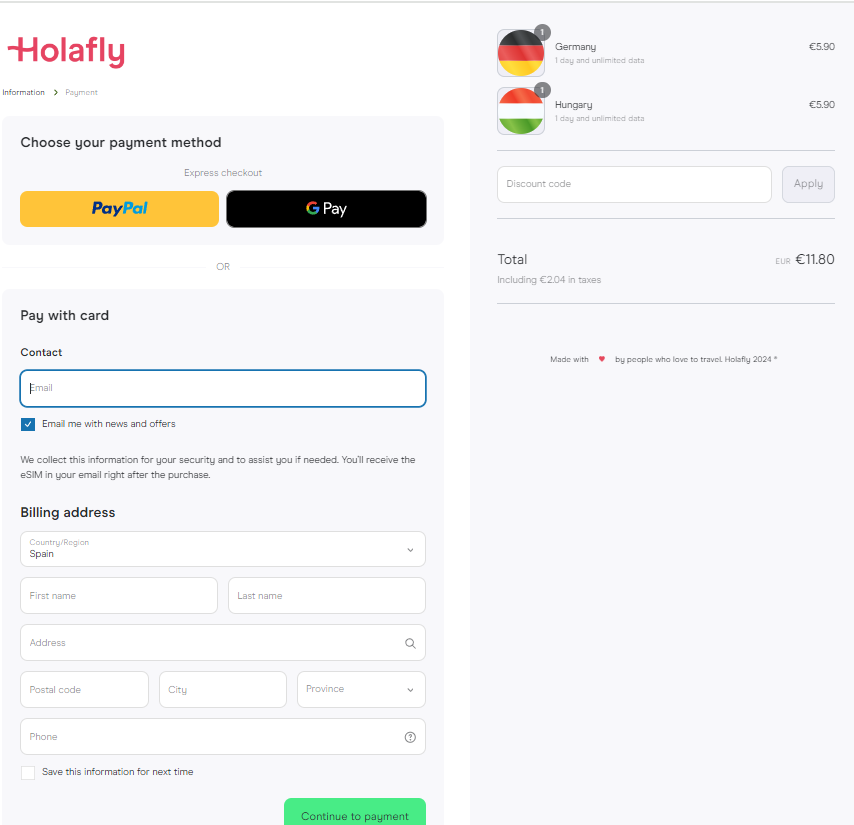 Holafly
Information > Payment
Choose your payment method
Express checkout
PayPal
G Pay
OR
Pay with card
Contact
Email
Email me with news and offers
We collect this information for your security and to assist you if needed. You'll receive the
eSIM in your email right after the purchase.
Billing address
Country/Region
Spain
First name
Last name
Address
Postal code
City
Province
Phone
Save this information for next time
Continue to payment
1
Germany
€5.90
1 day and unlimited data
1
Hungary
€5.90
1 day and unlimited data
Discount code
Apply
Total
EUR €11.80
Including €2.04 in taxes
Made with ♥ by people who love to travel. Holafly 2024 ®